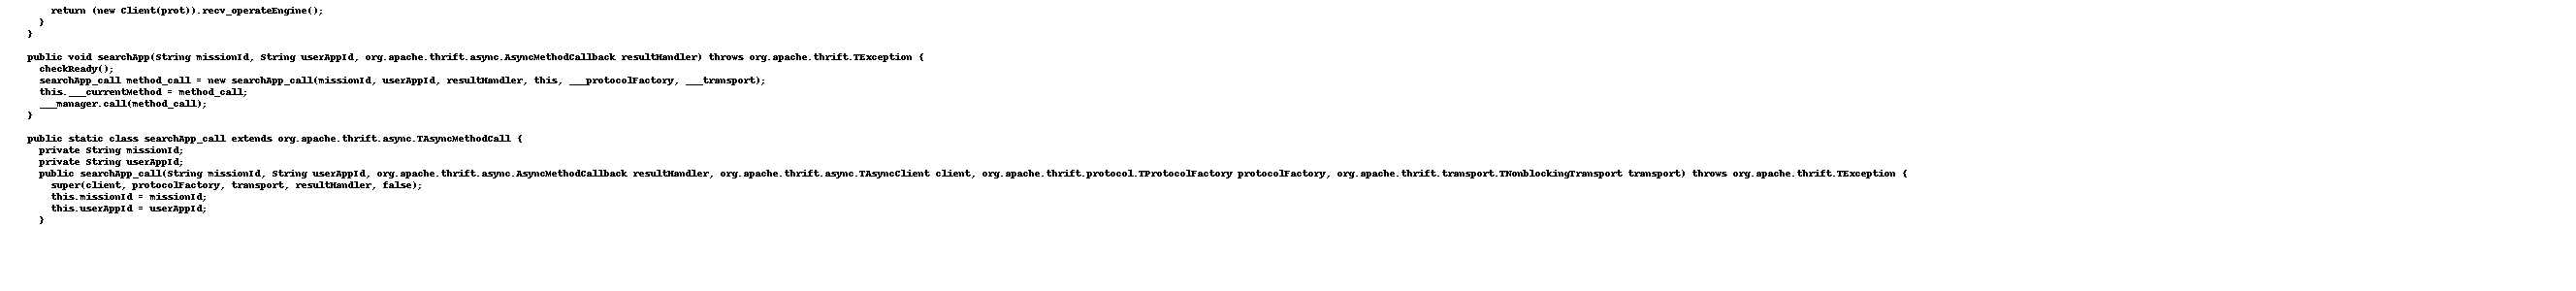 return (new Client(prot)).recv_operateEngine();
}
}
public void searchApp(String missionId, String userAppId, org.apache.thrift.async.AsyncMethodCallback resultHandler) throws org.apache.thrift.TException {
checkReady();
searchApp_call method_call = new searchApp_call(missionId, userAppId, resultHandler, this, ___protocolFactory, ___transport);
this.___currentMethod = method_call;
___manager.call(method_call);
}
public static class searchApp_call extends org.apache.thrift.async.TAsyncMethodCall {
private String missionId;
private String userAppId;
public searchApp_call(String missionId, String userAppId, org.apache.thrift.async.AsyncMethodCallback resultHandler, org.apache.thrift.async.TAsyncClient client, org.apache.thrift.protocol.TProtocolFactory protocolFactory, org.apache.thrift.transport.TNonblockingTransport transport) throws org.apache.thrift.TException {
super(client, protocolFactory, transport, resultHandler, false);
this.missionId = missionId;
this.userAppId = userAppId;
}